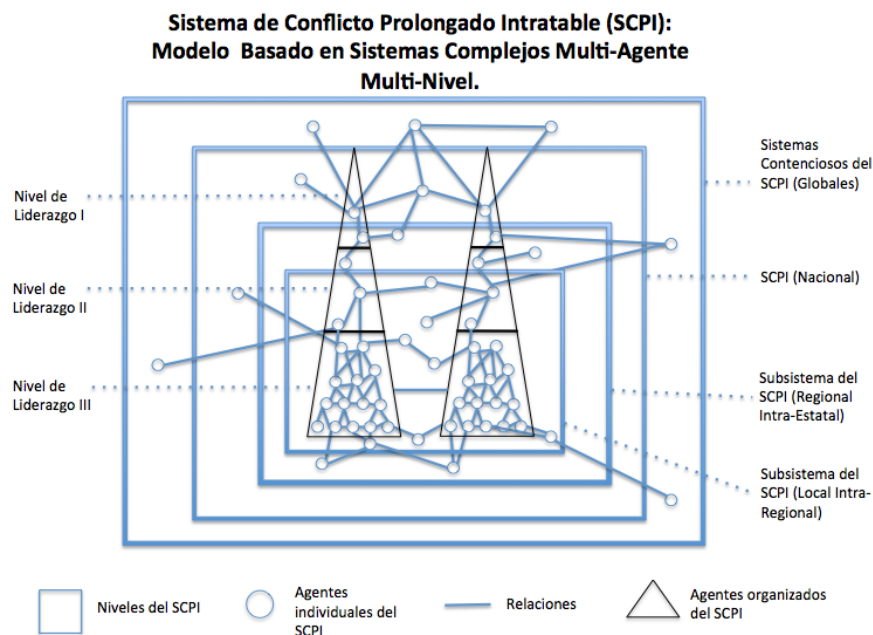 Sistema de Conflicto Prolongado Intratable (SCPI):
Modelo Basado en Sistemas Complejos Multi-Agente
Multi-Nivel.
Nivel de
Liderazgo I
Nivel de
Liderazgo II
Nivel de
Liderazgo III
Sistemas
Contenciosos del
SCPI (Globales)
SCPI (Nacional)
Subsistema del
SCPI (Regional
Intra-Estatal)
Subsistema del
SCPI (Local Intra-
Regional)
Niveles del SCPI
Agentes
individuales del
SCPI
Relaciones
Agentes organizados
del SCPI